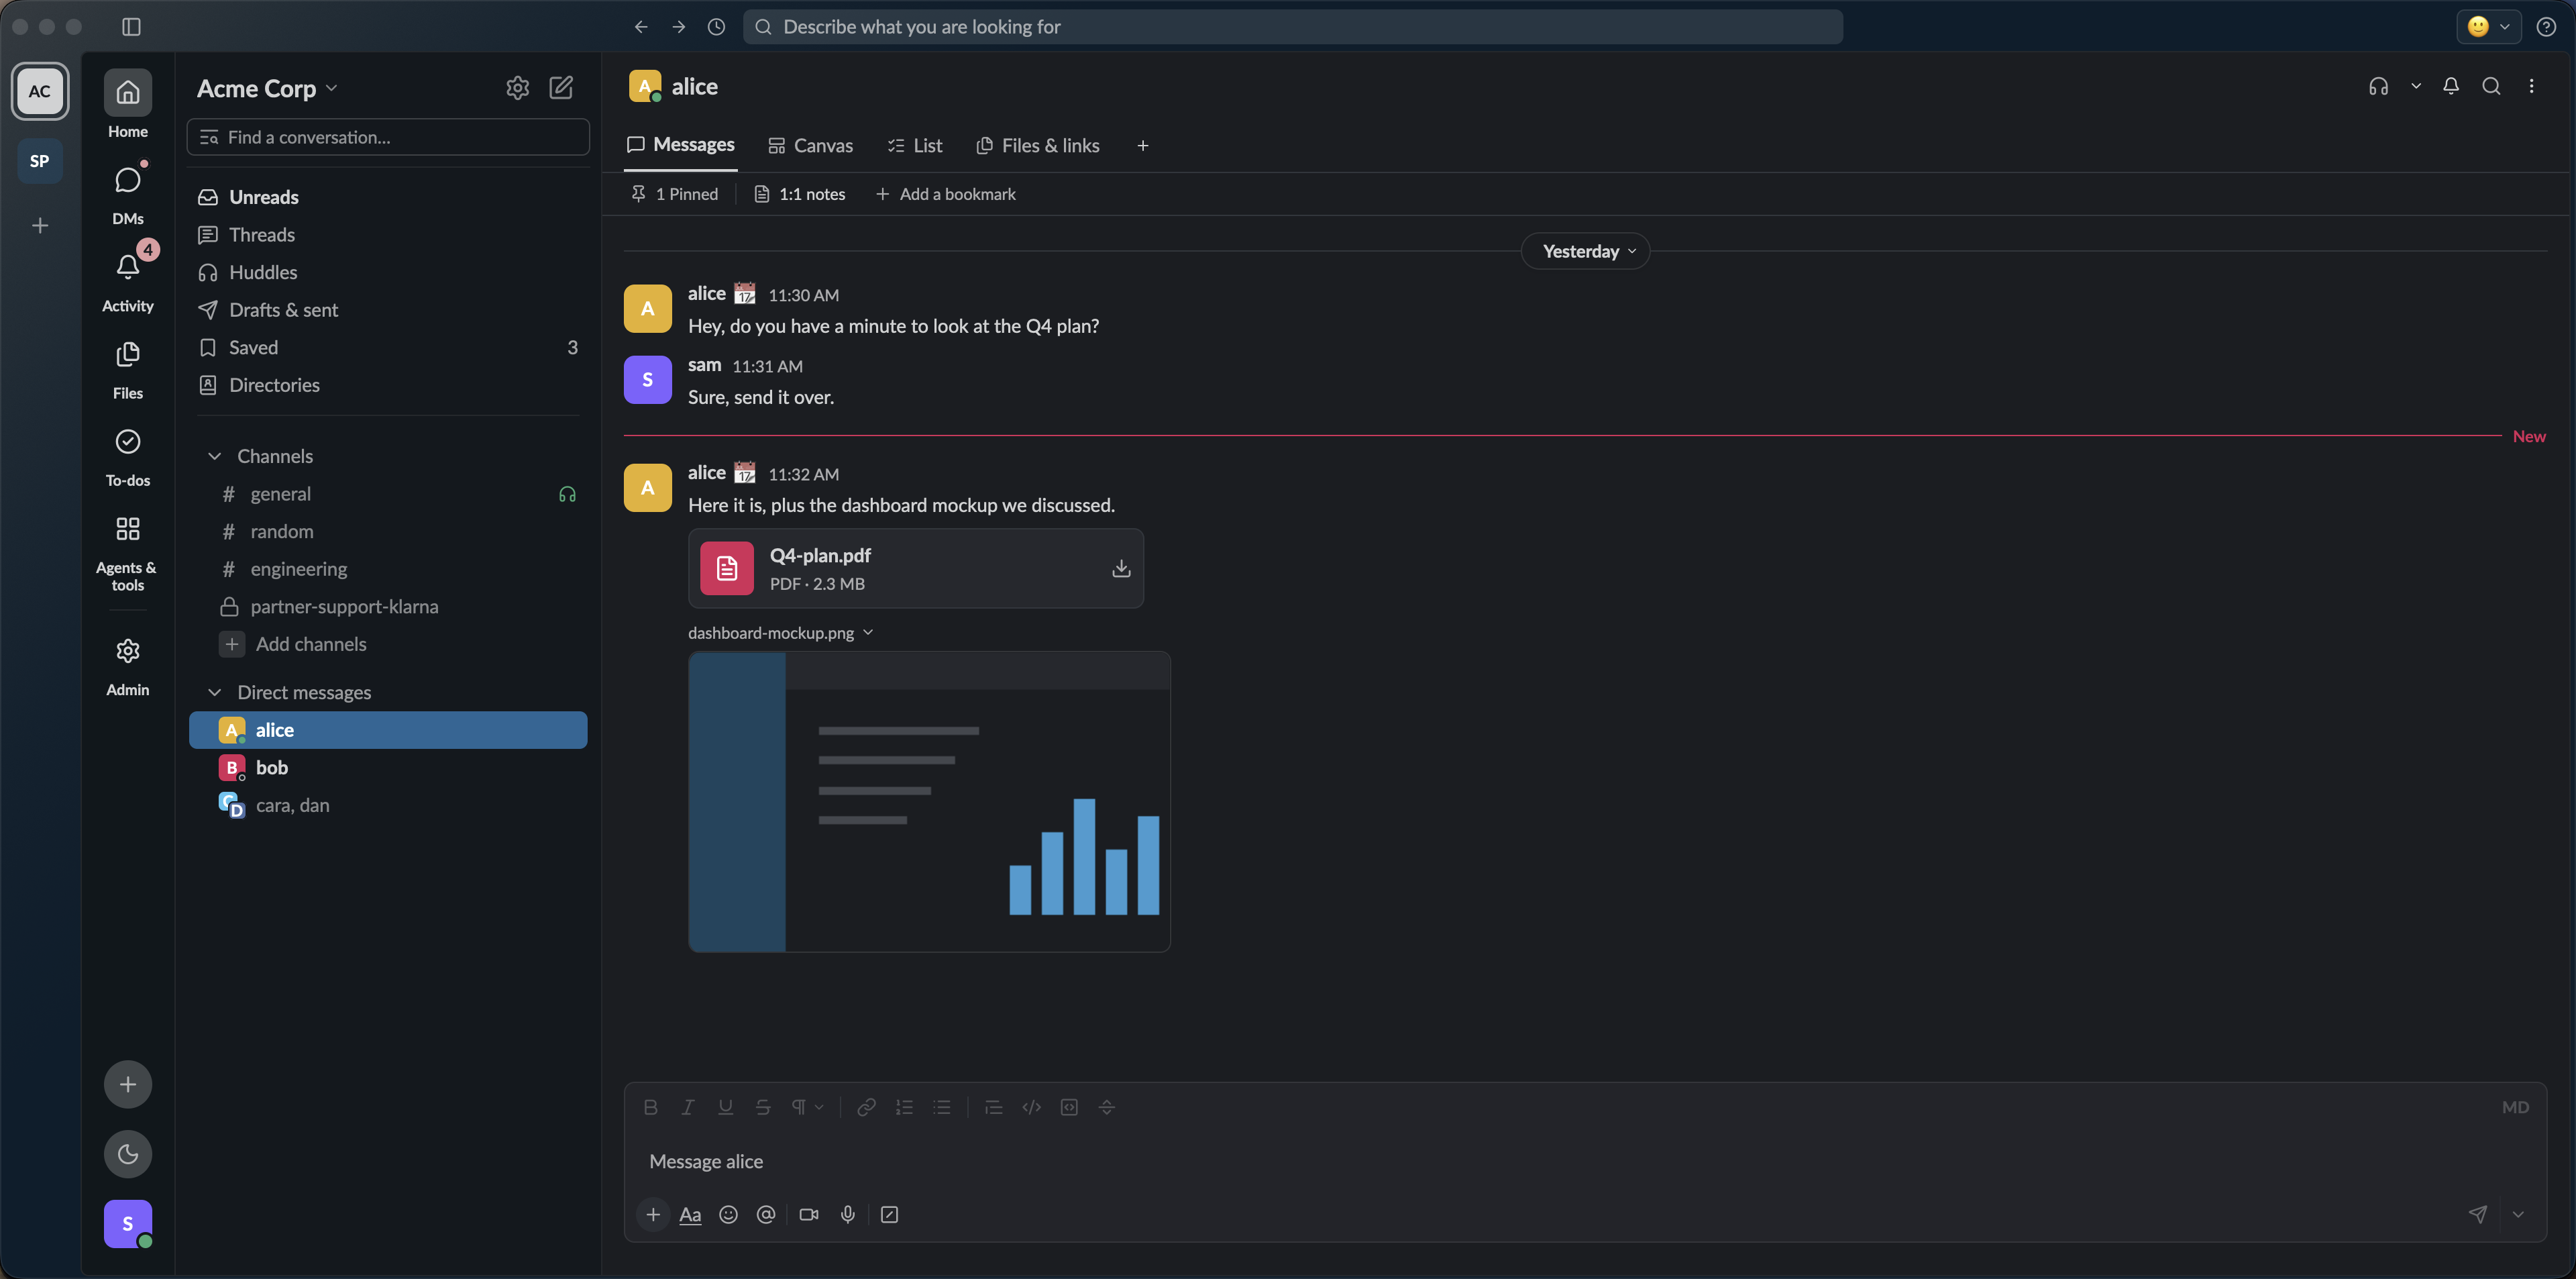 Describe what you are looking for
AC
SP
Home
DMs
4
Activity
Files
To-dos
Agents &
tools
Admin
S
Acme Corp
Find a conversation...
Unreads
Threads
Huddles
Drafts & sent
Saved 3
Directories
Channels
# general
# random
# engineering
partner-support-klarna
Add channels
Direct messages
A alice
B bob
C D cara, dan
A alice
Messages Canvas List Files & links
1 Pinned 1:1 notes Add a bookmark
Yesterday
A alice 17 11:30 AM
Hey, do you have a minute to look at the Q4 plan?
S sam 11:31 AM
Sure, send it over.
New
A alice 17 11:32 AM
Here it is, plus the dashboard mockup we discussed.
Q4-plan.pdf
PDF · 2.3 MB
dashboard-mockup.png
B I U S MD
Message alice
Aa